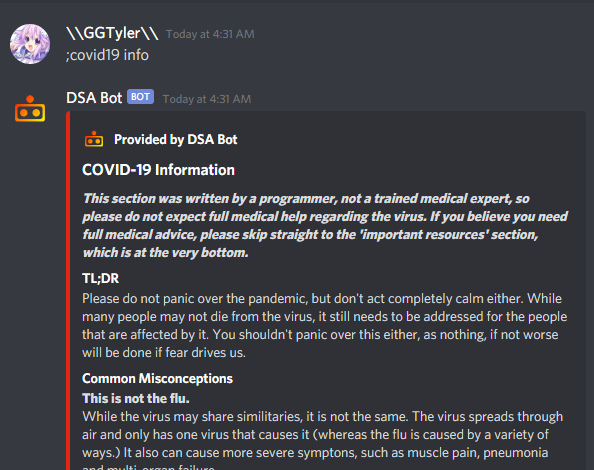 \\GGTyler\\ Today at 4:31 AM
;covid19 info
DSA Bot BOT Today at 4:31 AM
Provided by DSA Bot
COVID-19 Information
This section was written by a programmer, not a trained medical expert, so
please do not expect full medical help regarding the virus. If you believe you need
full medical advice, please skip straight to the 'important resources' section,
which is at the very bottom.
TL;DR
Please do not panic over the pandemic, but don't act completely calm either. While
many people may not die from the virus, it still needs to be addressed for the people
that are affected by it. You shouldn't panic over this either, as nothing, if not worse
will be done if fear drives us.
Common Misconceptions
This is not the flu.
While the virus may share similitaries, it is not the same. The virus spreads through
air and only has one virus that causes it (whereas the flu is caused by a variety of
ways.) It also can cause more severe symptons, such as muscle pain, pneumonia
and multi-organ failure.